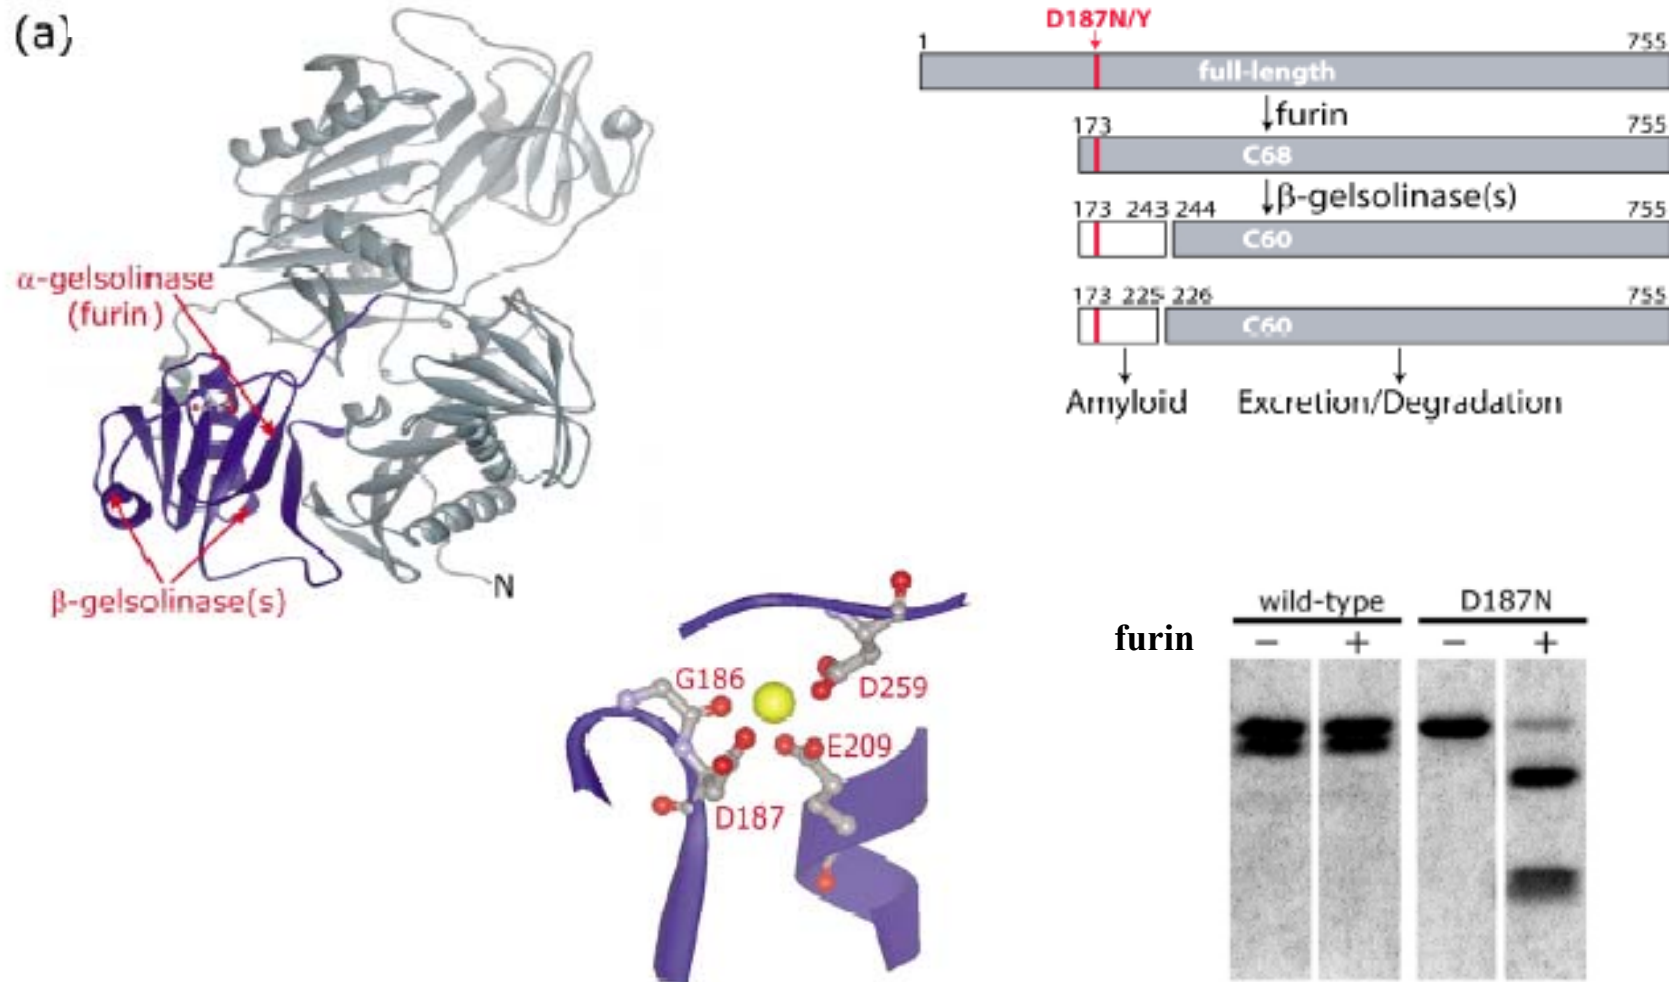 (a)
α-gelsolinase
(furin)
β-gelsolinase(s)
N
D187N/Y
1 755
full-length
furin
173 755
C68
β-gelsolinase(s)
173 243 244 755
C60
173 225 226 755
C60
Amyloid Excretion/Degradation
G186
D259
E209
D187
wild-type D187N
furin − + − +